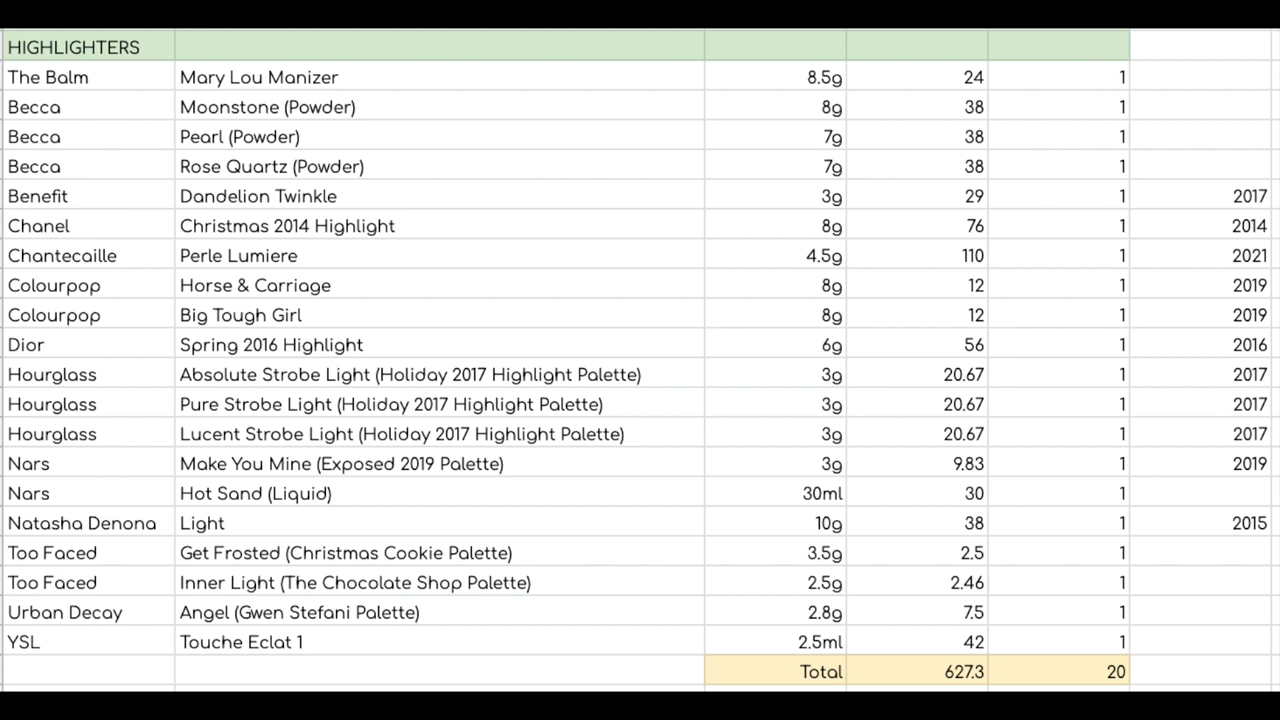 HIGHLIGHTERS
The Balm Mary Lou Manizer 8.5g 24 1
Becca Moonstone (Powder) 8g 38 1
Becca Pearl (Powder) 7g 38 1
Becca Rose Quartz (Powder) 7g 38 1
Benefit Dandelion Twinkle 3g 29 1 2017
Chanel Christmas 2014 Highlight 8g 76 1 2014
Chantecaille Perle Lumiere 4.5g 110 1 2021
Colourpop Horse & Carriage 8g 12 1 2019
Colourpop Big Tough Girl 8g 12 1 2019
Dior Spring 2016 Highlight 6g 56 1 2016
Hourglass Absolute Strobe Light (Holiday 2017 Highlight Palette) 3g 20.67 1 2017
Hourglass Pure Strobe Light (Holiday 2017 Highlight Palette) 3g 20.67 1 2017
Hourglass Lucent Strobe Light (Holiday 2017 Highlight Palette) 3g 20.67 1 2017
Nars Make You Mine (Exposed 2019 Palette) 3g 9.83 1 2019
Nars Hot Sand (Liquid) 30ml 30 1
Natasha Denona Light 10g 38 1 2015
Too Faced Get Frosted (Christmas Cookie Palette) 3.5g 2.5 1
Too Faced Inner Light (The Chocolate Shop Palette) 2.5g 2.46 1
Urban Decay Angel (Gwen Stefani Palette) 2.8g 7.5 1
YSL Touche Eclat 1 2.5ml 42 1
Total 627.3 20